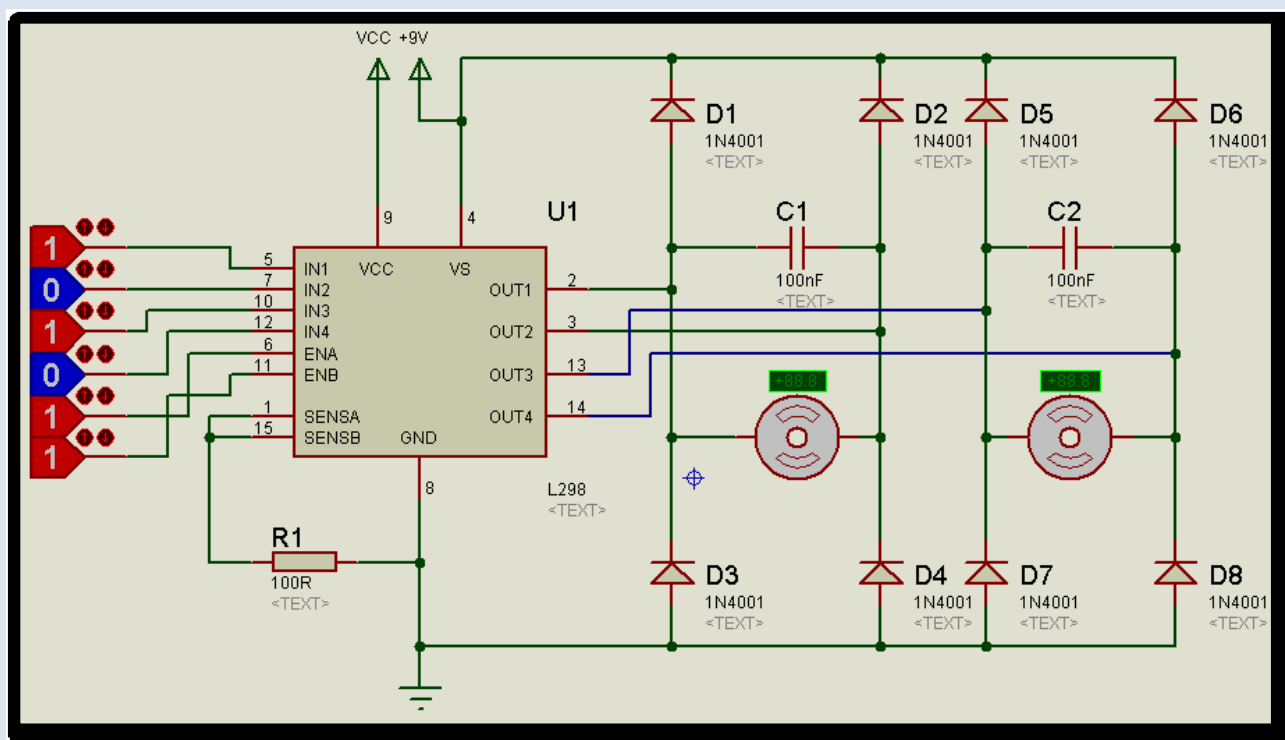 VCC +9V
D1
1N4001
<TEXT>
D2
1N4001
<TEXT>
D5
1N4001
<TEXT>
D6
1N4001
<TEXT>
9
4
U1
C1
100nF
<TEXT>
C2
100nF
<TEXT>
1
0
1
0
1
1
5
7
10
12
6
11
1
15
IN1
IN2
IN3
IN4
ENA
ENB
SENSA
SENSB
VCC
VS
GND
OUT1
OUT2
OUT3
OUT4
2
3
13
14
8
L298
<TEXT>
+88.8
+88.8
R1
100R
<TEXT>
D3
1N4001
<TEXT>
D4
1N4001
<TEXT>
D7
1N4001
<TEXT>
D8
1N4001
<TEXT>